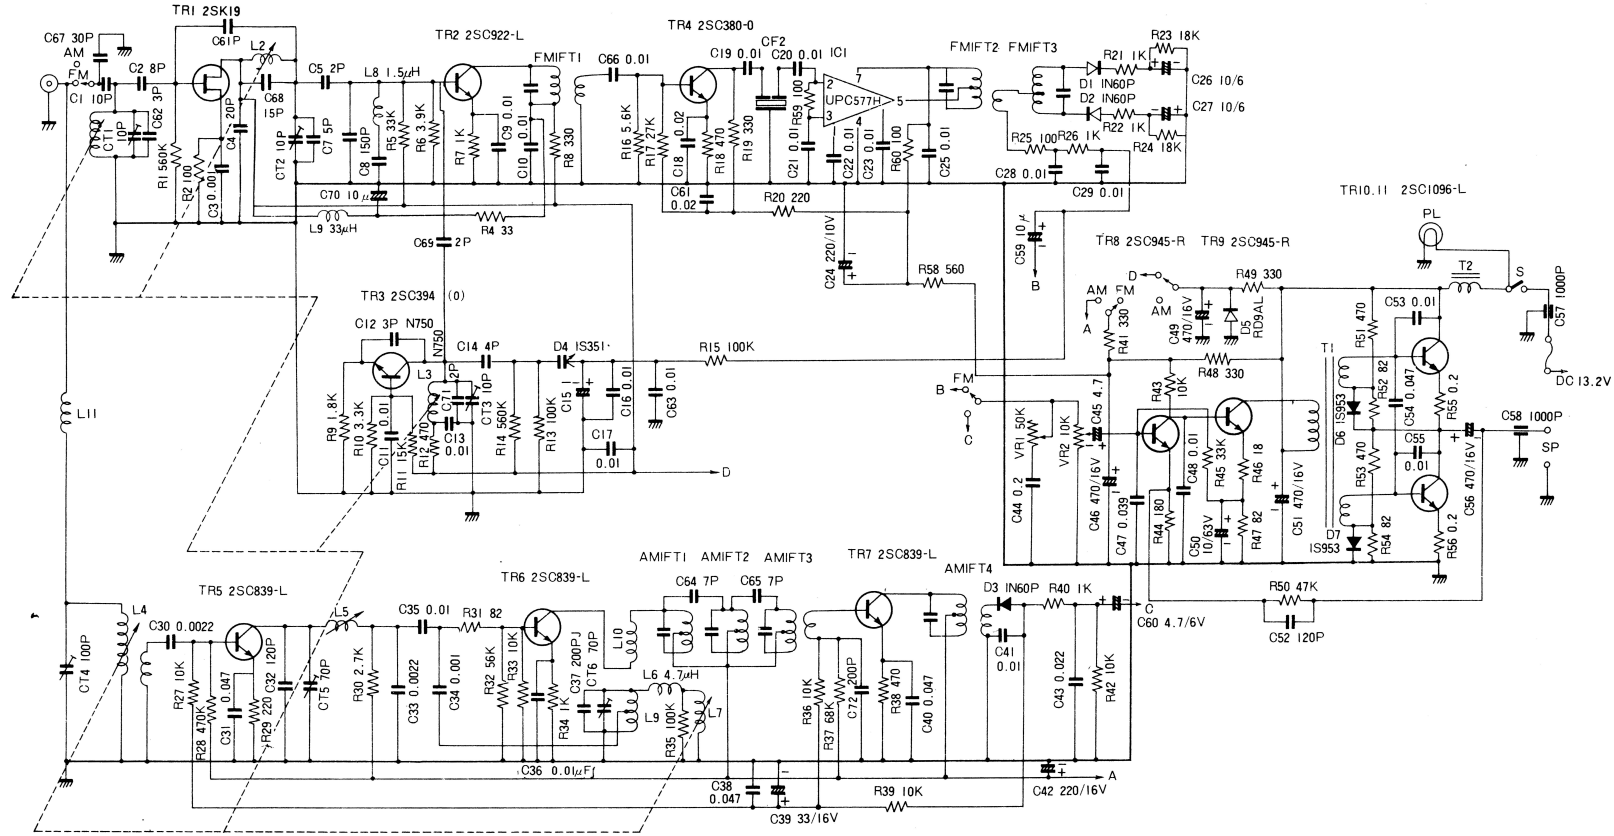 TR1 2SK19
C67 30P
AM
FM
C1 10P
C2 8P
C61P
L2
CT1 10P
C62 3P
R1 560K
R2 100
C3 0.001
C4 20P
C68 15P
C5 2P
CT2 10P
C7 5P
TR2 2SC922-L
L8 1.5μH
C8 150P
R5 33K
R6 3.9K
R7 1K
C9 0.01
C10 0.01
FMIFT1
R8 330
C70 10μ
L9 33μH
R4 33
C69 2P
C66 0.01
R16 5.6K
R17 27K
TR4 2SC380-0
C18 0.02
R18 470
R19 330
C61 0.02
R20 220
C19 0.01
CF2
C20 0.01
IC1
R59 100
UPC577H
2
3
7
5
4
C21 0.01
C22 0.01
C23 0.01
R60 100
C25 0.01
FMIFT2
FMIFT3
D1 IN60P
D2 IN60P
R21 1K
R22 1K
R23 18K
R24 18K
C26 10/6
C27 10/6
R25 100
R26 1K
C28 0.01
C29 0.01
C24 220/10V
R58 560
C59 10μ
B
TR3 2SC394 (0)
C12 3P
N750
N750
L3
C71 2P
CT3 10P
C14 4P
D4 IS351
R9 1.8K
R10 3.3K
C11 0.01
R11 15K
R12 470
C13 0.01
R14 560K
R13 100K
C15
C16 0.01
C17 0.01
C63 0.01
R15 100K
D
TR8 2SC945-R
TR9 2SC945-R
TR10.11 2SC1096-L
PL
T2
S
C57 1000P
DC 13.2V
D
AM
FM
AM
A
R41 330
C49 470/16V
D5 RD9AL
R49 330
R48 330
R43 10K
FM
B
C
VR1 50K
VR2 10K
C45 4.7
C44 0.2
C46 470/16V
C47 0.039
R44 180
C48 0.01
R45 33K
C50 10/63V
R46 18
R47 82
C51 470/16V
T1
R51 470
R52 82
R53 470
R54 82
C53 0.01
C54 0.047
C55 0.01
D6 IS953
D7 IS953
R55 0.2
R56 0.2
C56 470/16V
C58 1000P
SP
R50 47K
C52 120P
L11
CT4 100P
L4
C30 0.0022
R27 10K
R28 470K
TR5 2SC839-L
C31 0.047
R29 220
C32 120P
CT5 70P
L5
R30 2.7K
C35 0.01
C33 0.0022
C34 0.001
R31 82
R32 56K
R33 10K
TR6 2SC839-L
R34 1K
C36 0.01μF
C37 200PJ
CT6 70P
L10
L6 4.7μH
L9
R35 100K
L7
AMIFT1
AMIFT2
AMIFT3
C64 7P
C65 7P
C38 0.047
C39 33/16V
R36 10K
R37 68K
C72 200P
TR7 2SC839-L
R38 470
C40 0.047
AMIFT4
D3 IN60P
C41 0.01
R39 10K
R40 1K
C43 0.022
R42 10K
C60 4.7/6V
C
C42 220/16V
A